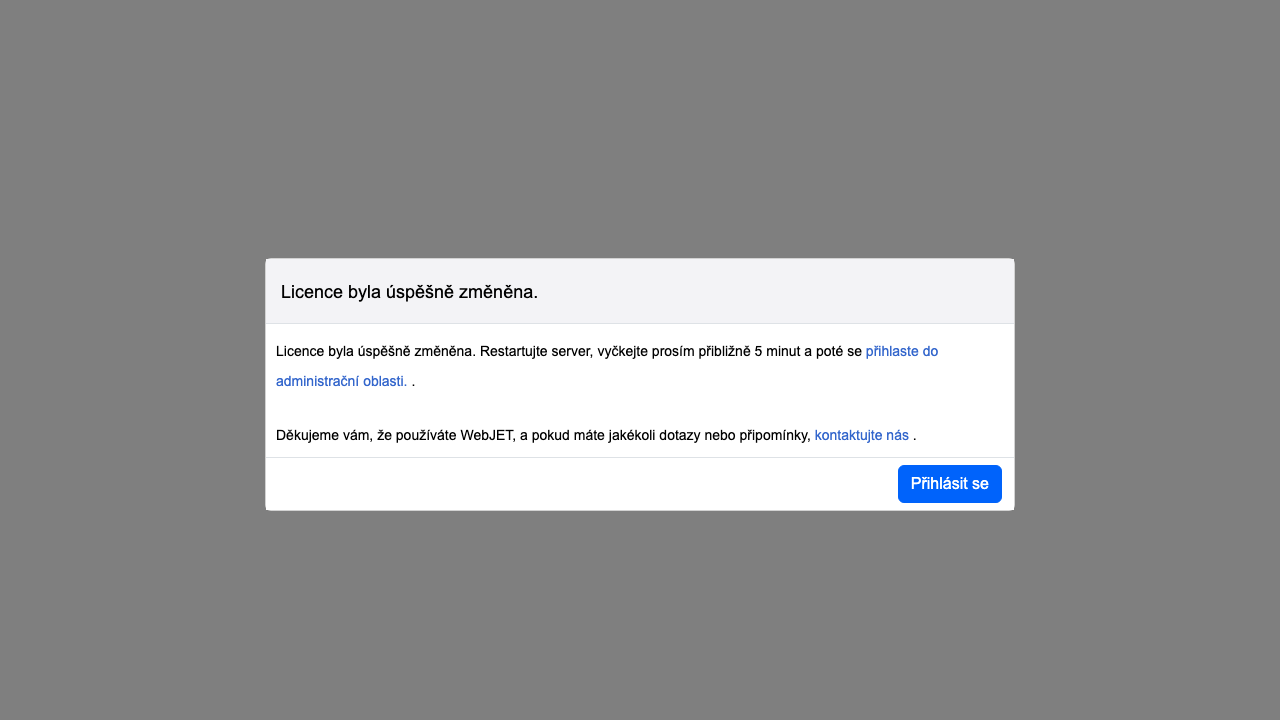 Licence byla úspěšně změněna.
Licence byla úspěšně změněna. Restartujte server, vyčkejte prosím přibližně 5 minut a poté se přihlaste do
administrační oblasti. .
Děkujeme vám, že používáte WebJET, a pokud máte jakékoli dotazy nebo připomínky, kontaktujte nás .
Přihlásit se